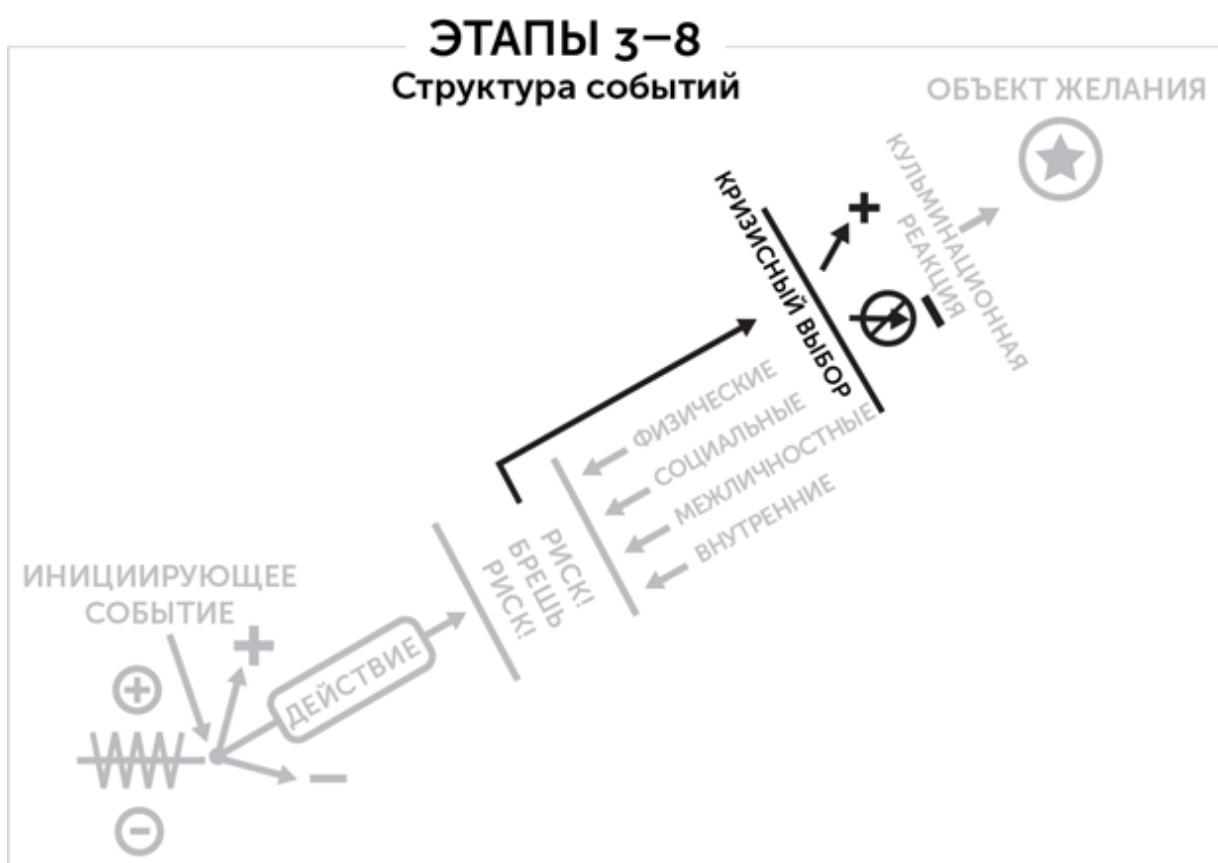 ЭТАПЫ 3–8
Структура событий
ОБЪЕКТ ЖЕЛАНИЯ
КУЛЬМИНАЦИОННАЯ
РЕАКЦИЯ
КРИЗИСНЫЙ ВЫБОР
ФИЗИЧЕСКИЕ
СОЦИАЛЬНЫЕ
МЕЖЛИЧНОСТНЫЕ
ВНУТРЕННИЕ
РИСК!
БРЕШЬ
РИСК!
ИНИЦИИРУЮЩЕЕ
СОБЫТИЕ
ДЕЙСТВИЕ